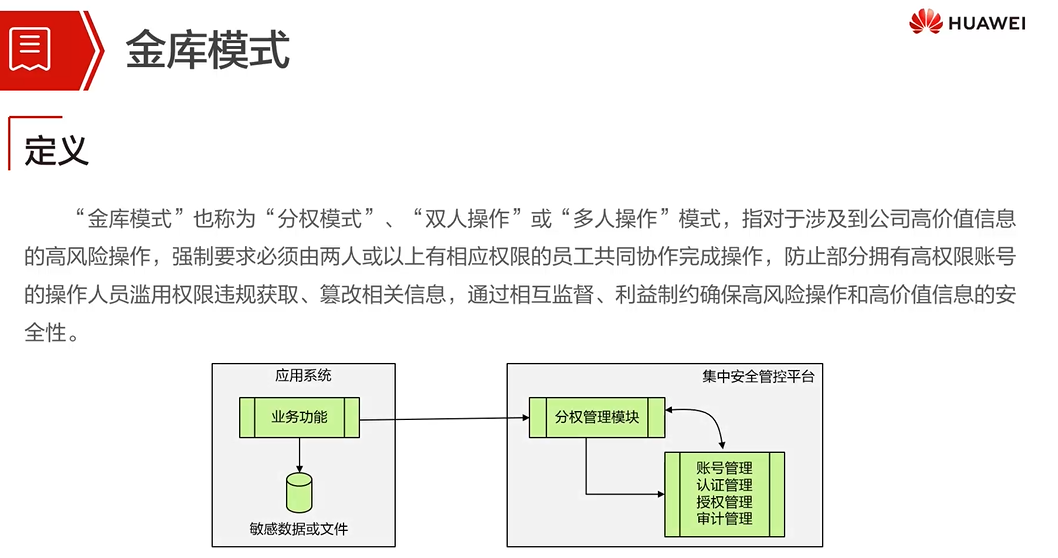 HUAWEI
金库模式
定义
“金库模式”也称为“分权模式”、“双人操作”或“多人操作”模式，指对于涉及到公司高价值信息
的高风险操作，强制要求必须由两人或以上有相应权限的员工共同协作完成操作，防止部分拥有高权限账号
的操作人员滥用权限违规获取、篡改相关信息，通过相互监督、利益制约确保高风险操作和高价值信息的安
全性。
应用系统
业务功能
敏感数据或文件
集中安全管控平台
分权管理模块
账号管理
认证管理
授权管理
审计管理